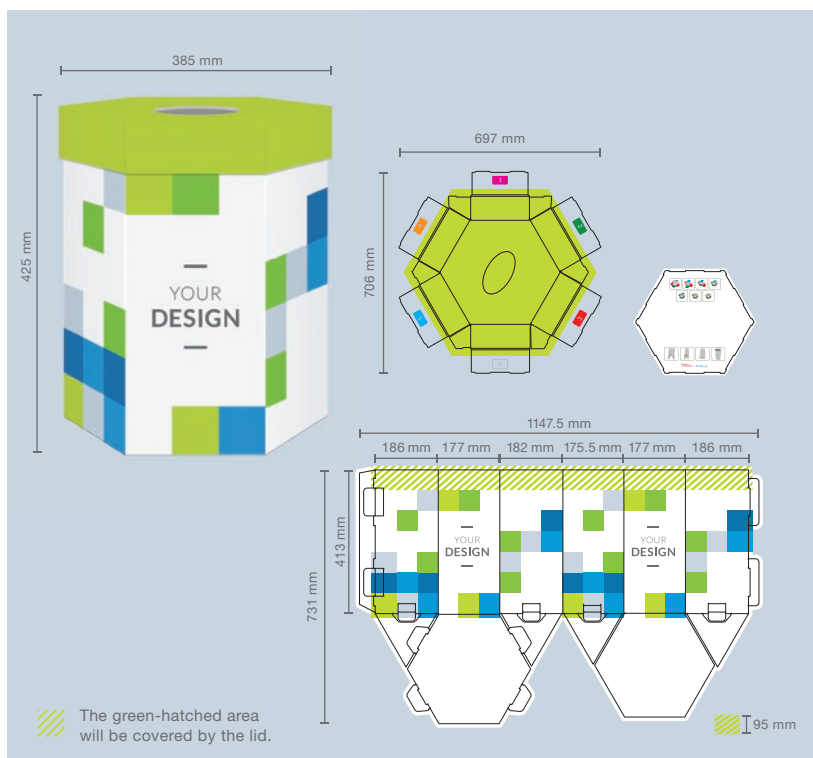 385 mm
425 mm
YOUR
DESIGN
697 mm
706 mm
1
1147.5 mm
186 mm 177 mm 182 mm 175.5 mm 177 mm 186 mm
413 mm
731 mm
YOUR
DESIGN
YOUR
DESIGN
The green-hatched area
will be covered by the lid.
95 mm